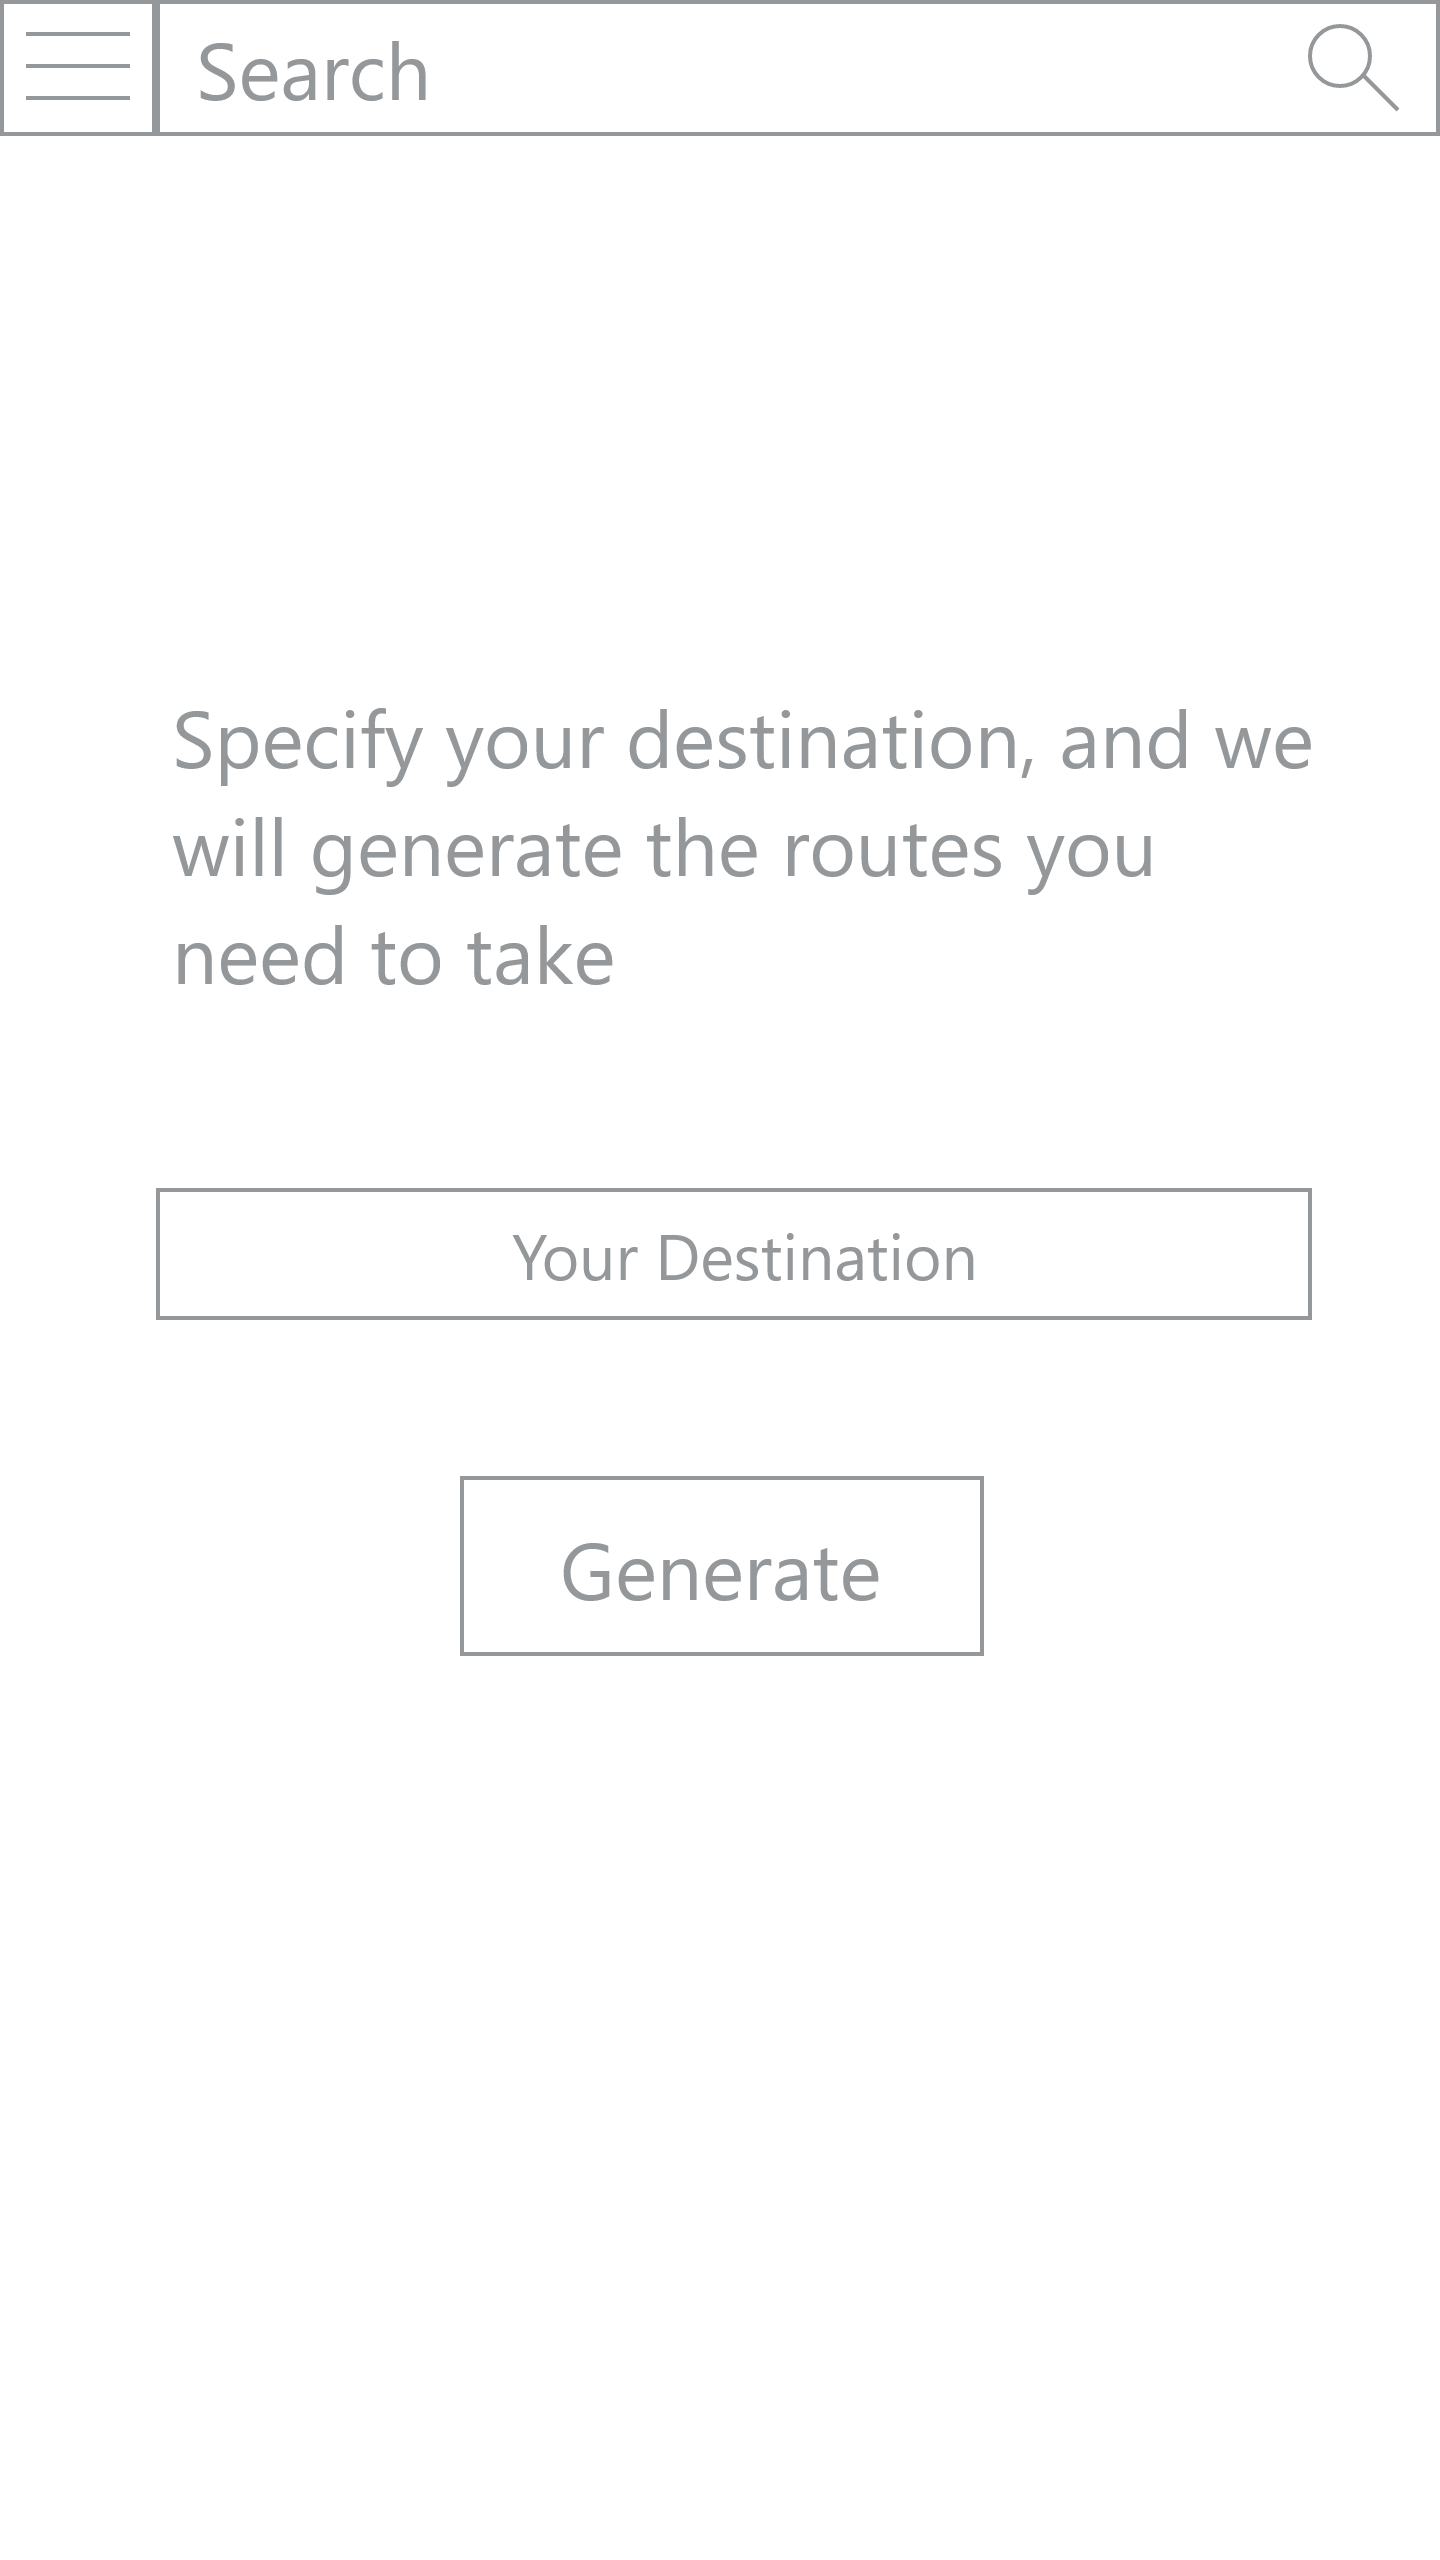 Search
Specify your destination, and we
will generate the routes you
need to take
Your Destination
Generate